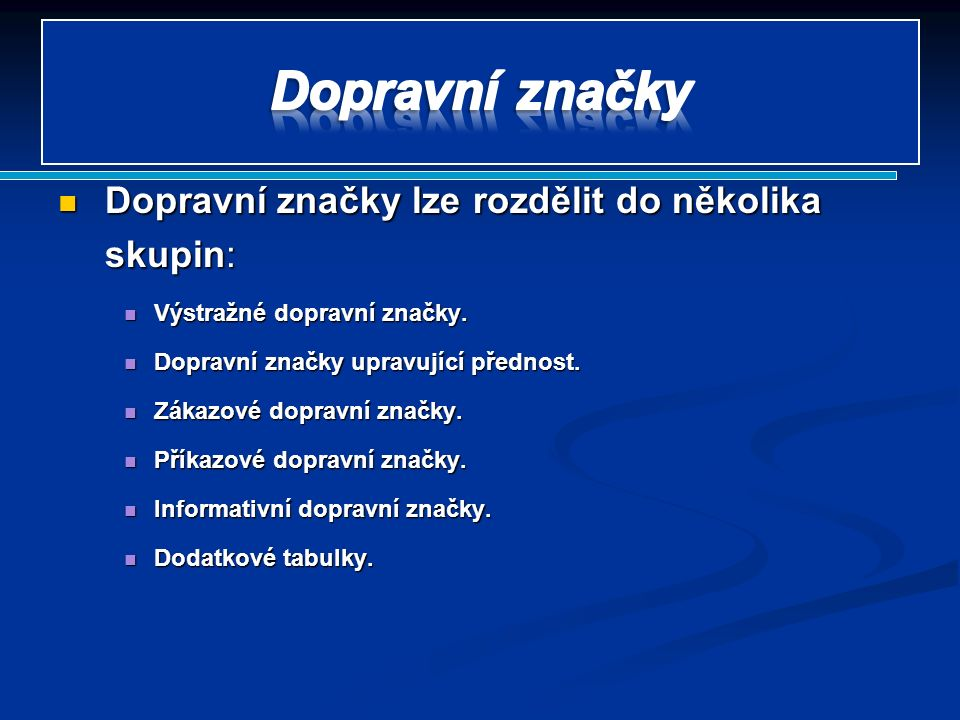 Dopravní značky
Dopravní značky lze rozdělit do několika
skupin:
Výstražné dopravní značky.
Dopravní značky upravující přednost.
Zákazové dopravní značky.
Příkazové dopravní značky.
Informativní dopravní značky.
Dodatkové tabulky.